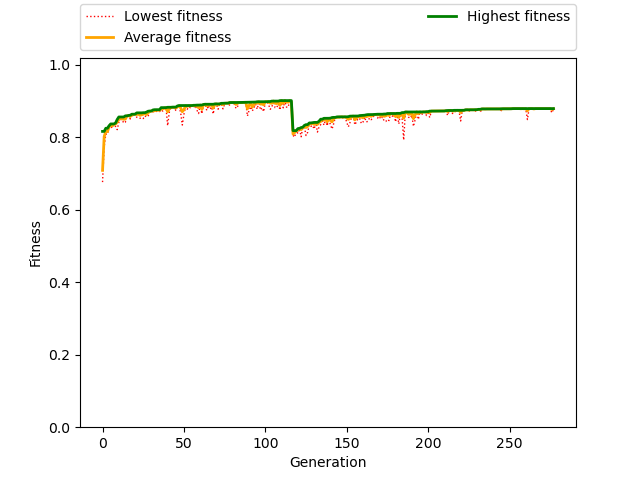 Lowest fitness
Average fitness
Highest fitness
1.0
0.8
0.6
0.4
0.2
0.0
Fitness
0 50 100 150 200 250
Generation